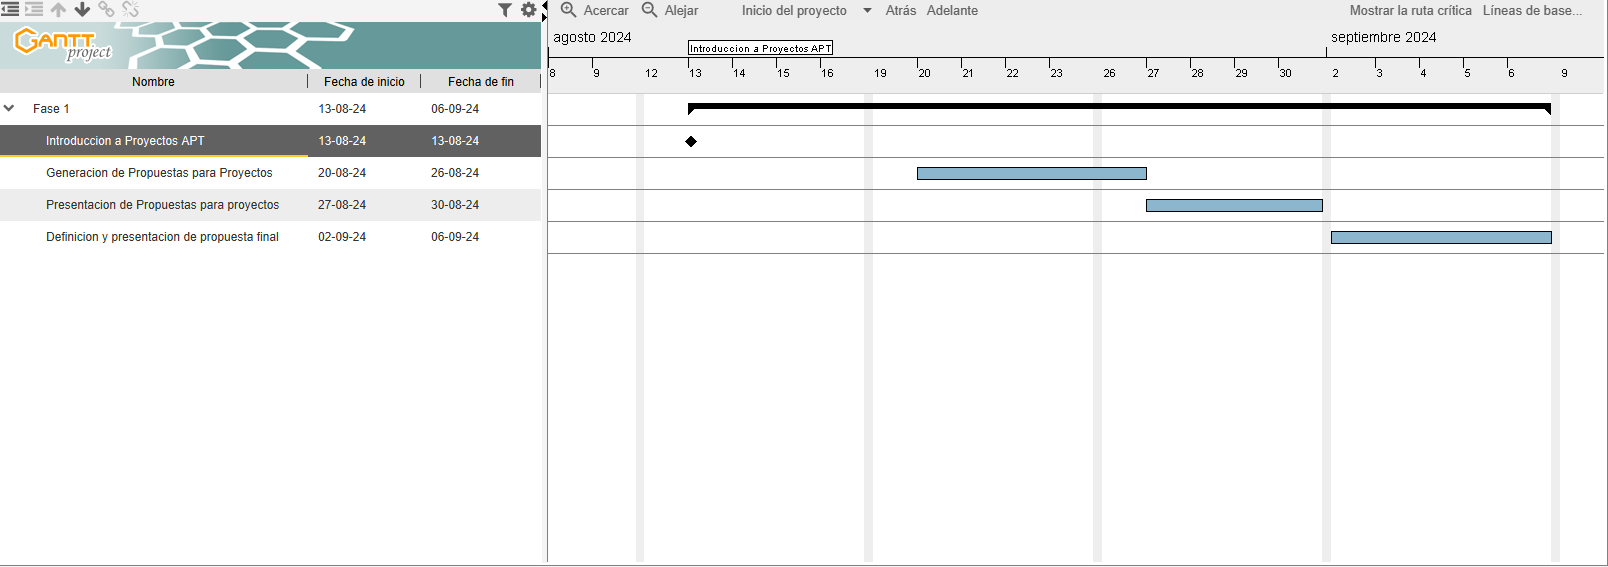 Acercar Alejar Inicio del proyecto Atrás Adelante Mostrar la ruta crítica Líneas de base...
GANTT
project
agosto 2024 septiembre 2024
Introduccion a Proyectos APT
8 9 12 13 14 15 16 19 20 21 22 23 26 27 28 29 30 2 3 4 5 6 9
Nombre Fecha de inicio Fecha de fin
Fase 1 13-08-24 06-09-24
Introduccion a Proyectos APT 13-08-24 13-08-24
Generacion de Propuestas para Proyectos 20-08-24 26-08-24
Presentacion de Propuestas para proyectos 27-08-24 30-08-24
Definicion y presentacion de propuesta final 02-09-24 06-09-24